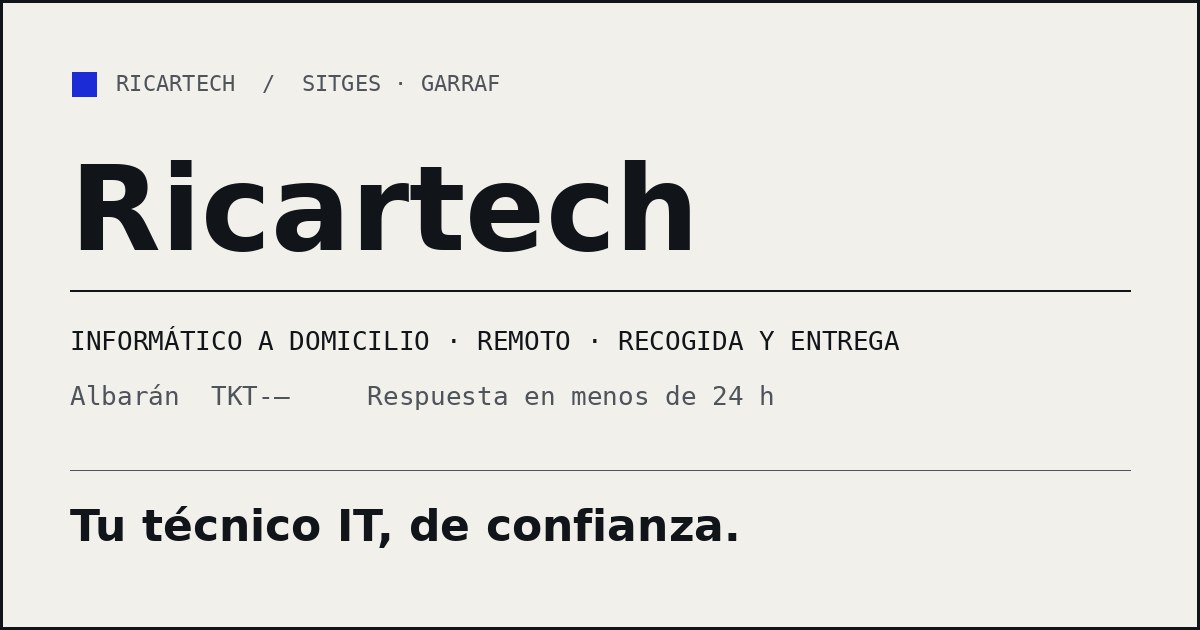 RICARTECH / SITGES · GARRAF
Ricartech
INFORMÁTICO A DOMICILIO · REMOTO · RECOGIDA Y ENTREGA
Albarán TKT-— Respuesta en menos de 24 h
Tu técnico IT, de confianza.